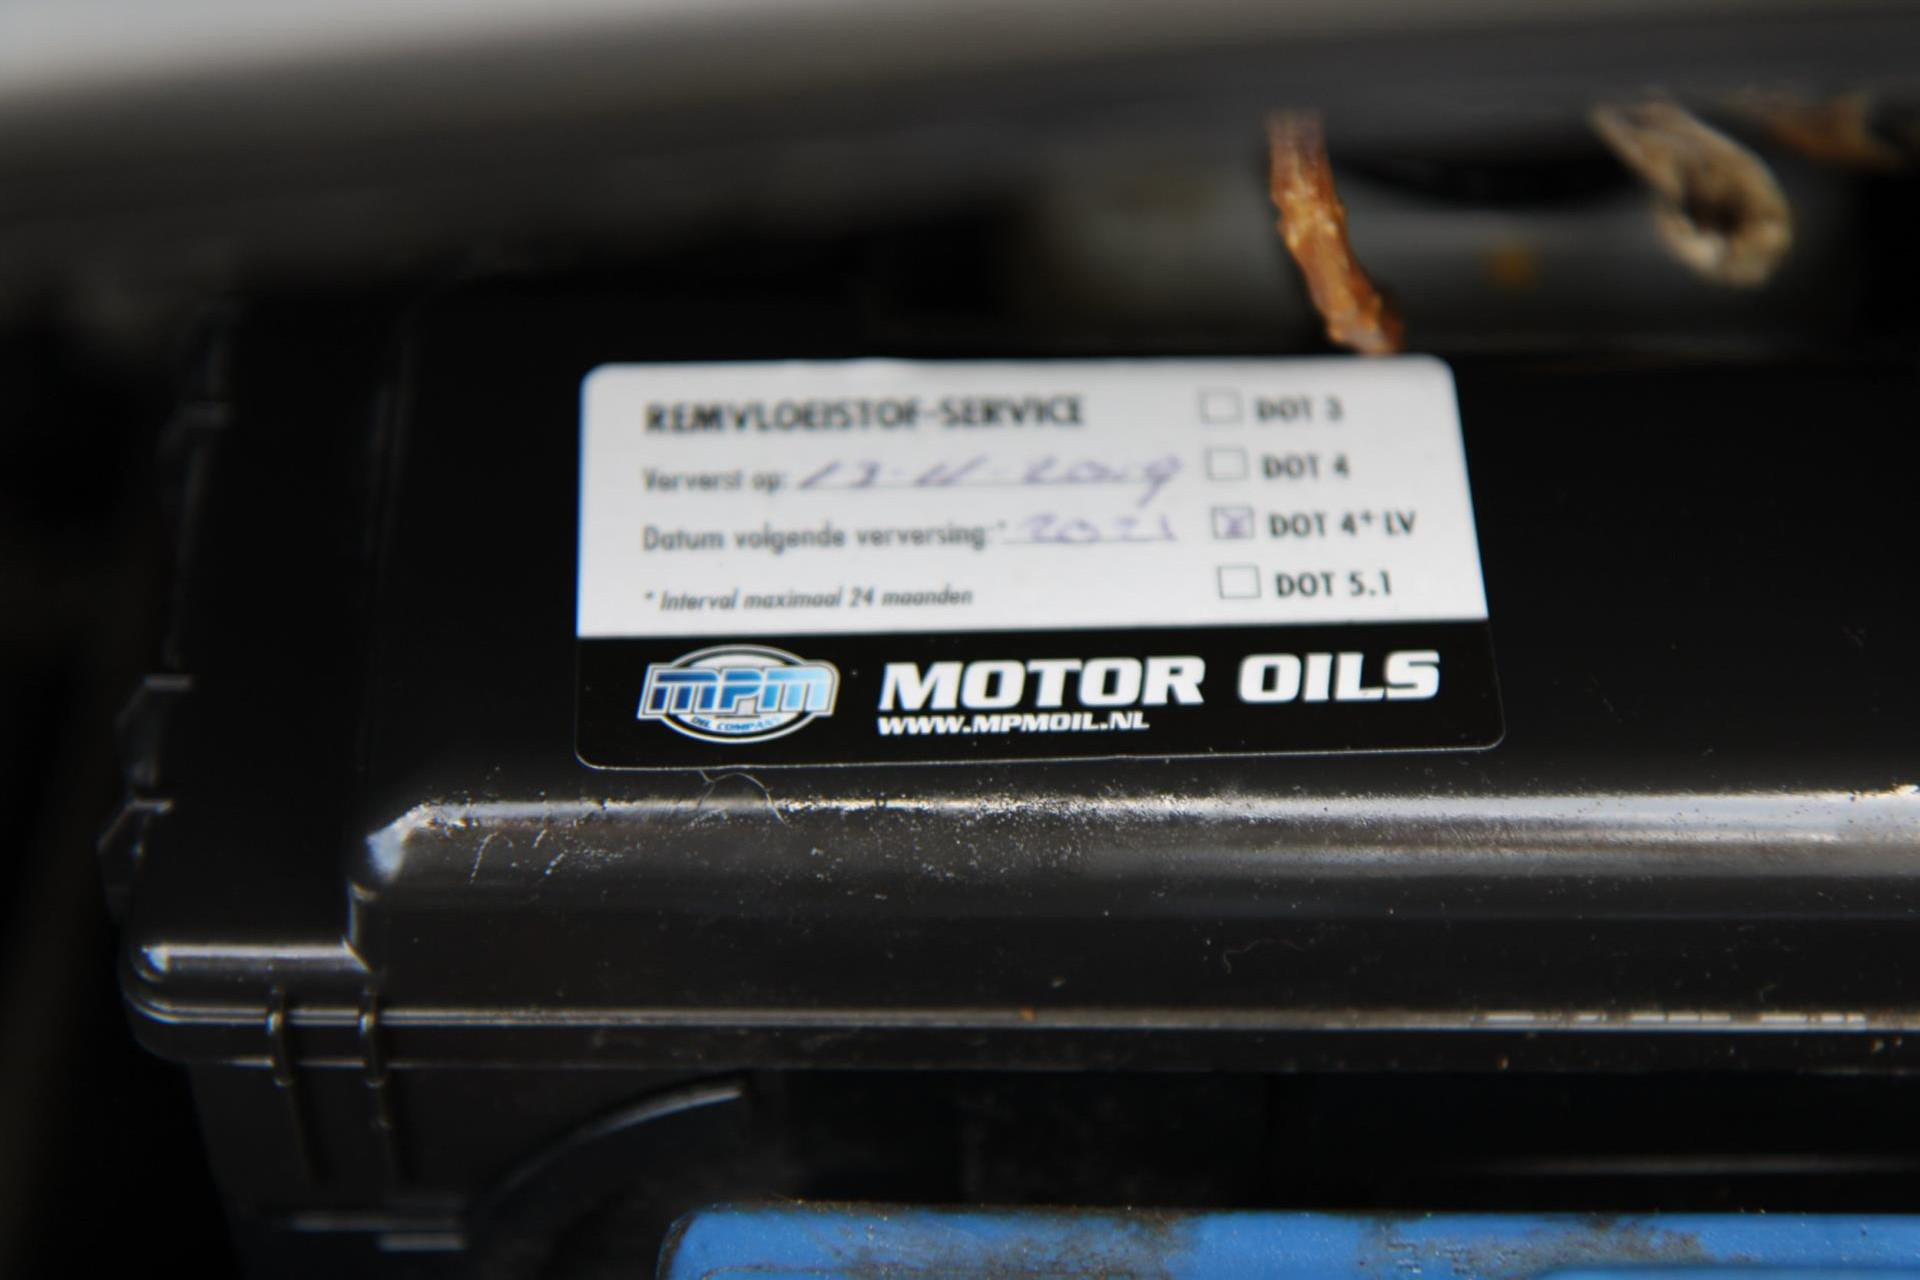 REMVLOEISTOF-SERVICE
Ververst op: 13-11-2019
Datum volgende verversing:* 2021
* Interval maximaal 24 maanden
DOT 3
DOT 4
DOT 4+ LV
DOT 5.1
MPM
OIL COMPANY
MOTOR OILS
WWW.MPMOIL.NL